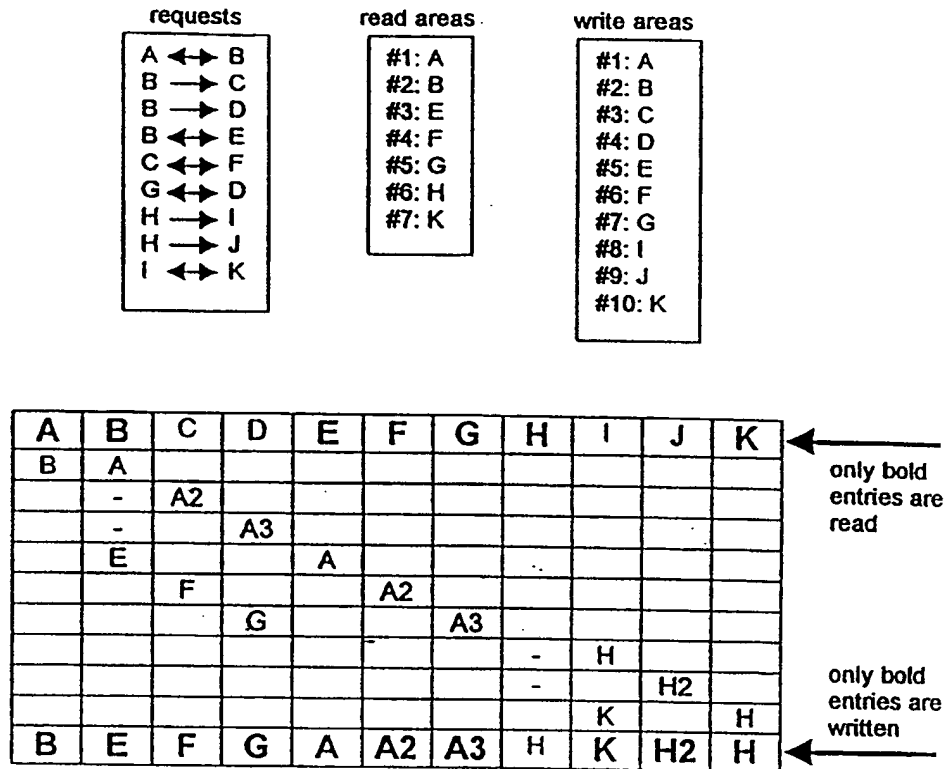 requests
A ↔ B
B → C
B → D
B ↔ E
C ↔ F
G ↔ D
H → I
H → J
I ↔ K
read areas
#1: A
#2: B
#3: E
#4: F
#5: G
#6: H
#7: K
write areas
#1: A
#2: B
#3: C
#4: D
#5: E
#6: F
#7: G
#8: I
#9: J
#10: K
A B C D E F G H I J K
B A
- A2
- A3
E A
F A2
G A3
- H
- H2
K H
B E F G A A2 A3 H K H2 H
only bold
entries are
read
only bold
entries are
written